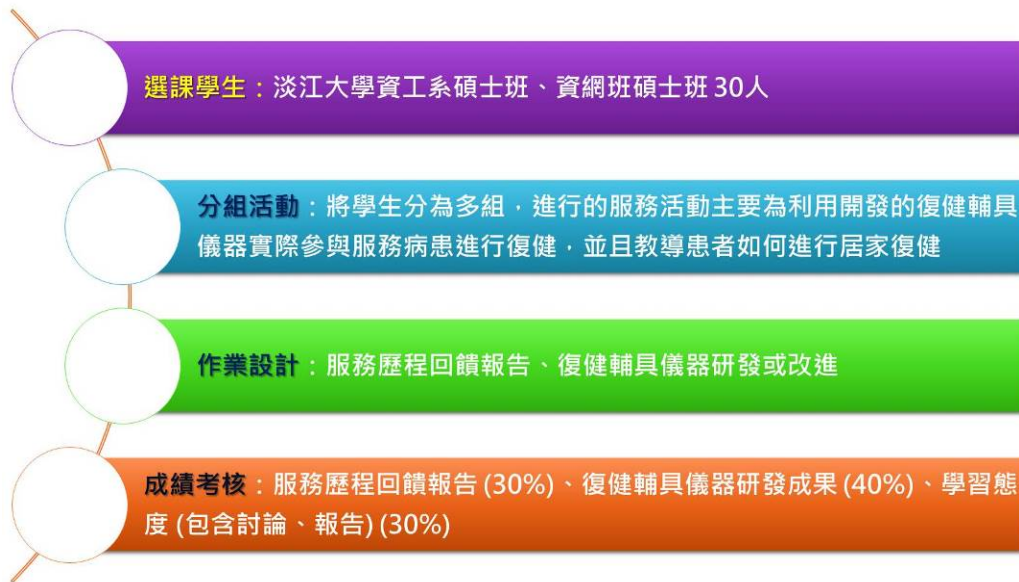 選課學生：淡江大學資工系碩士班、資網班碩士班 30人
分組活動：將學生分為多組，進行的服務活動主要為利用開發的復健輔具
儀器實際參與服務病患進行復健，並且教導患者如何進行居家復健
作業設計：服務歷程回饋報告、復健輔具儀器研發或改進
成績考核：服務歷程回饋報告 (30%)、復健輔具儀器研發成果 (40%)、學習態
度 (包含討論、報告) (30%)